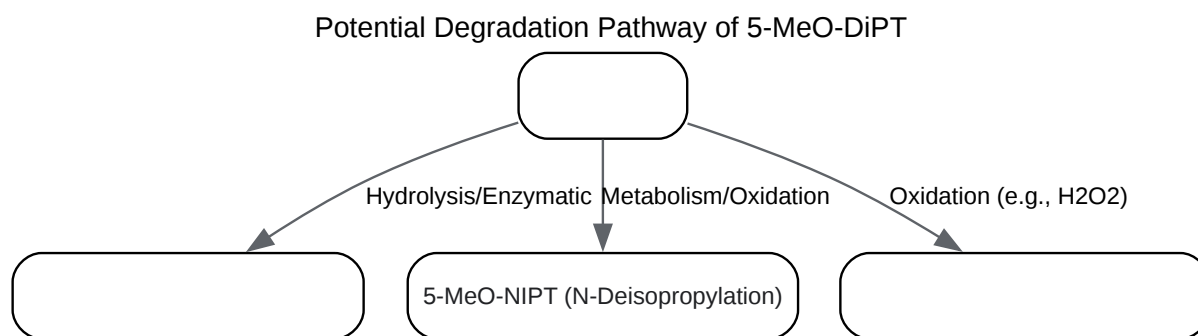 Potential Degradation Pathway of 5-MeO-DiPT
Hydrolysis/Enzymatic
Metabolism/Oxidation
Oxidation (e.g., H2O2)
5-MeO-NIPT (N-Deisopropylation)